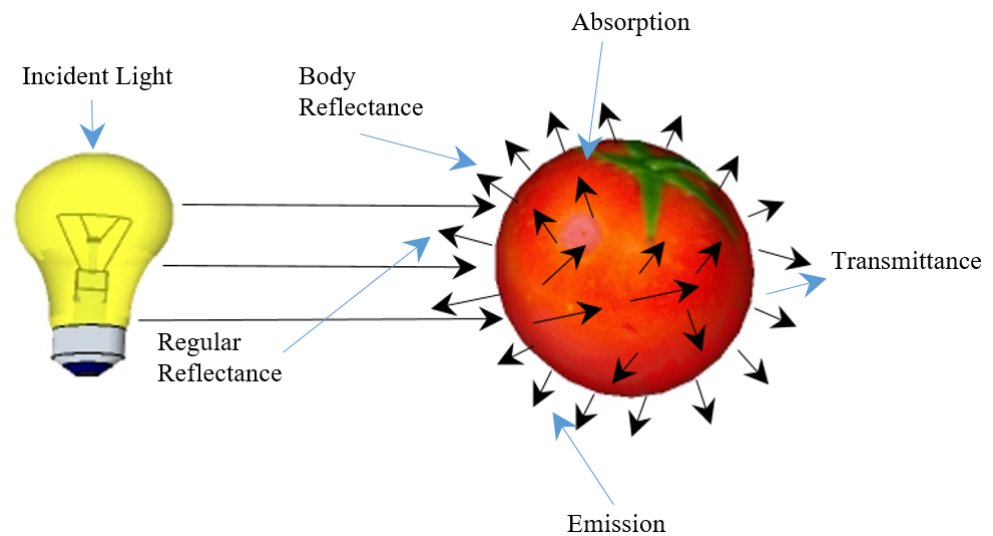 Absorption
Incident Light
Body
Reflectance
Transmittance
Regular
Reflectance
Emission